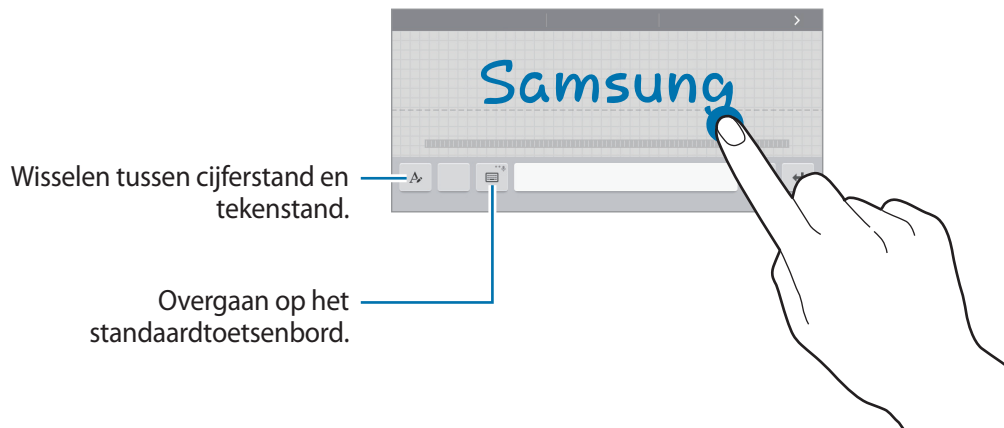 Samsung
Wisselen tussen cijferstand en
tekenstand.
Overgaan op het
standaardtoetsenbord.